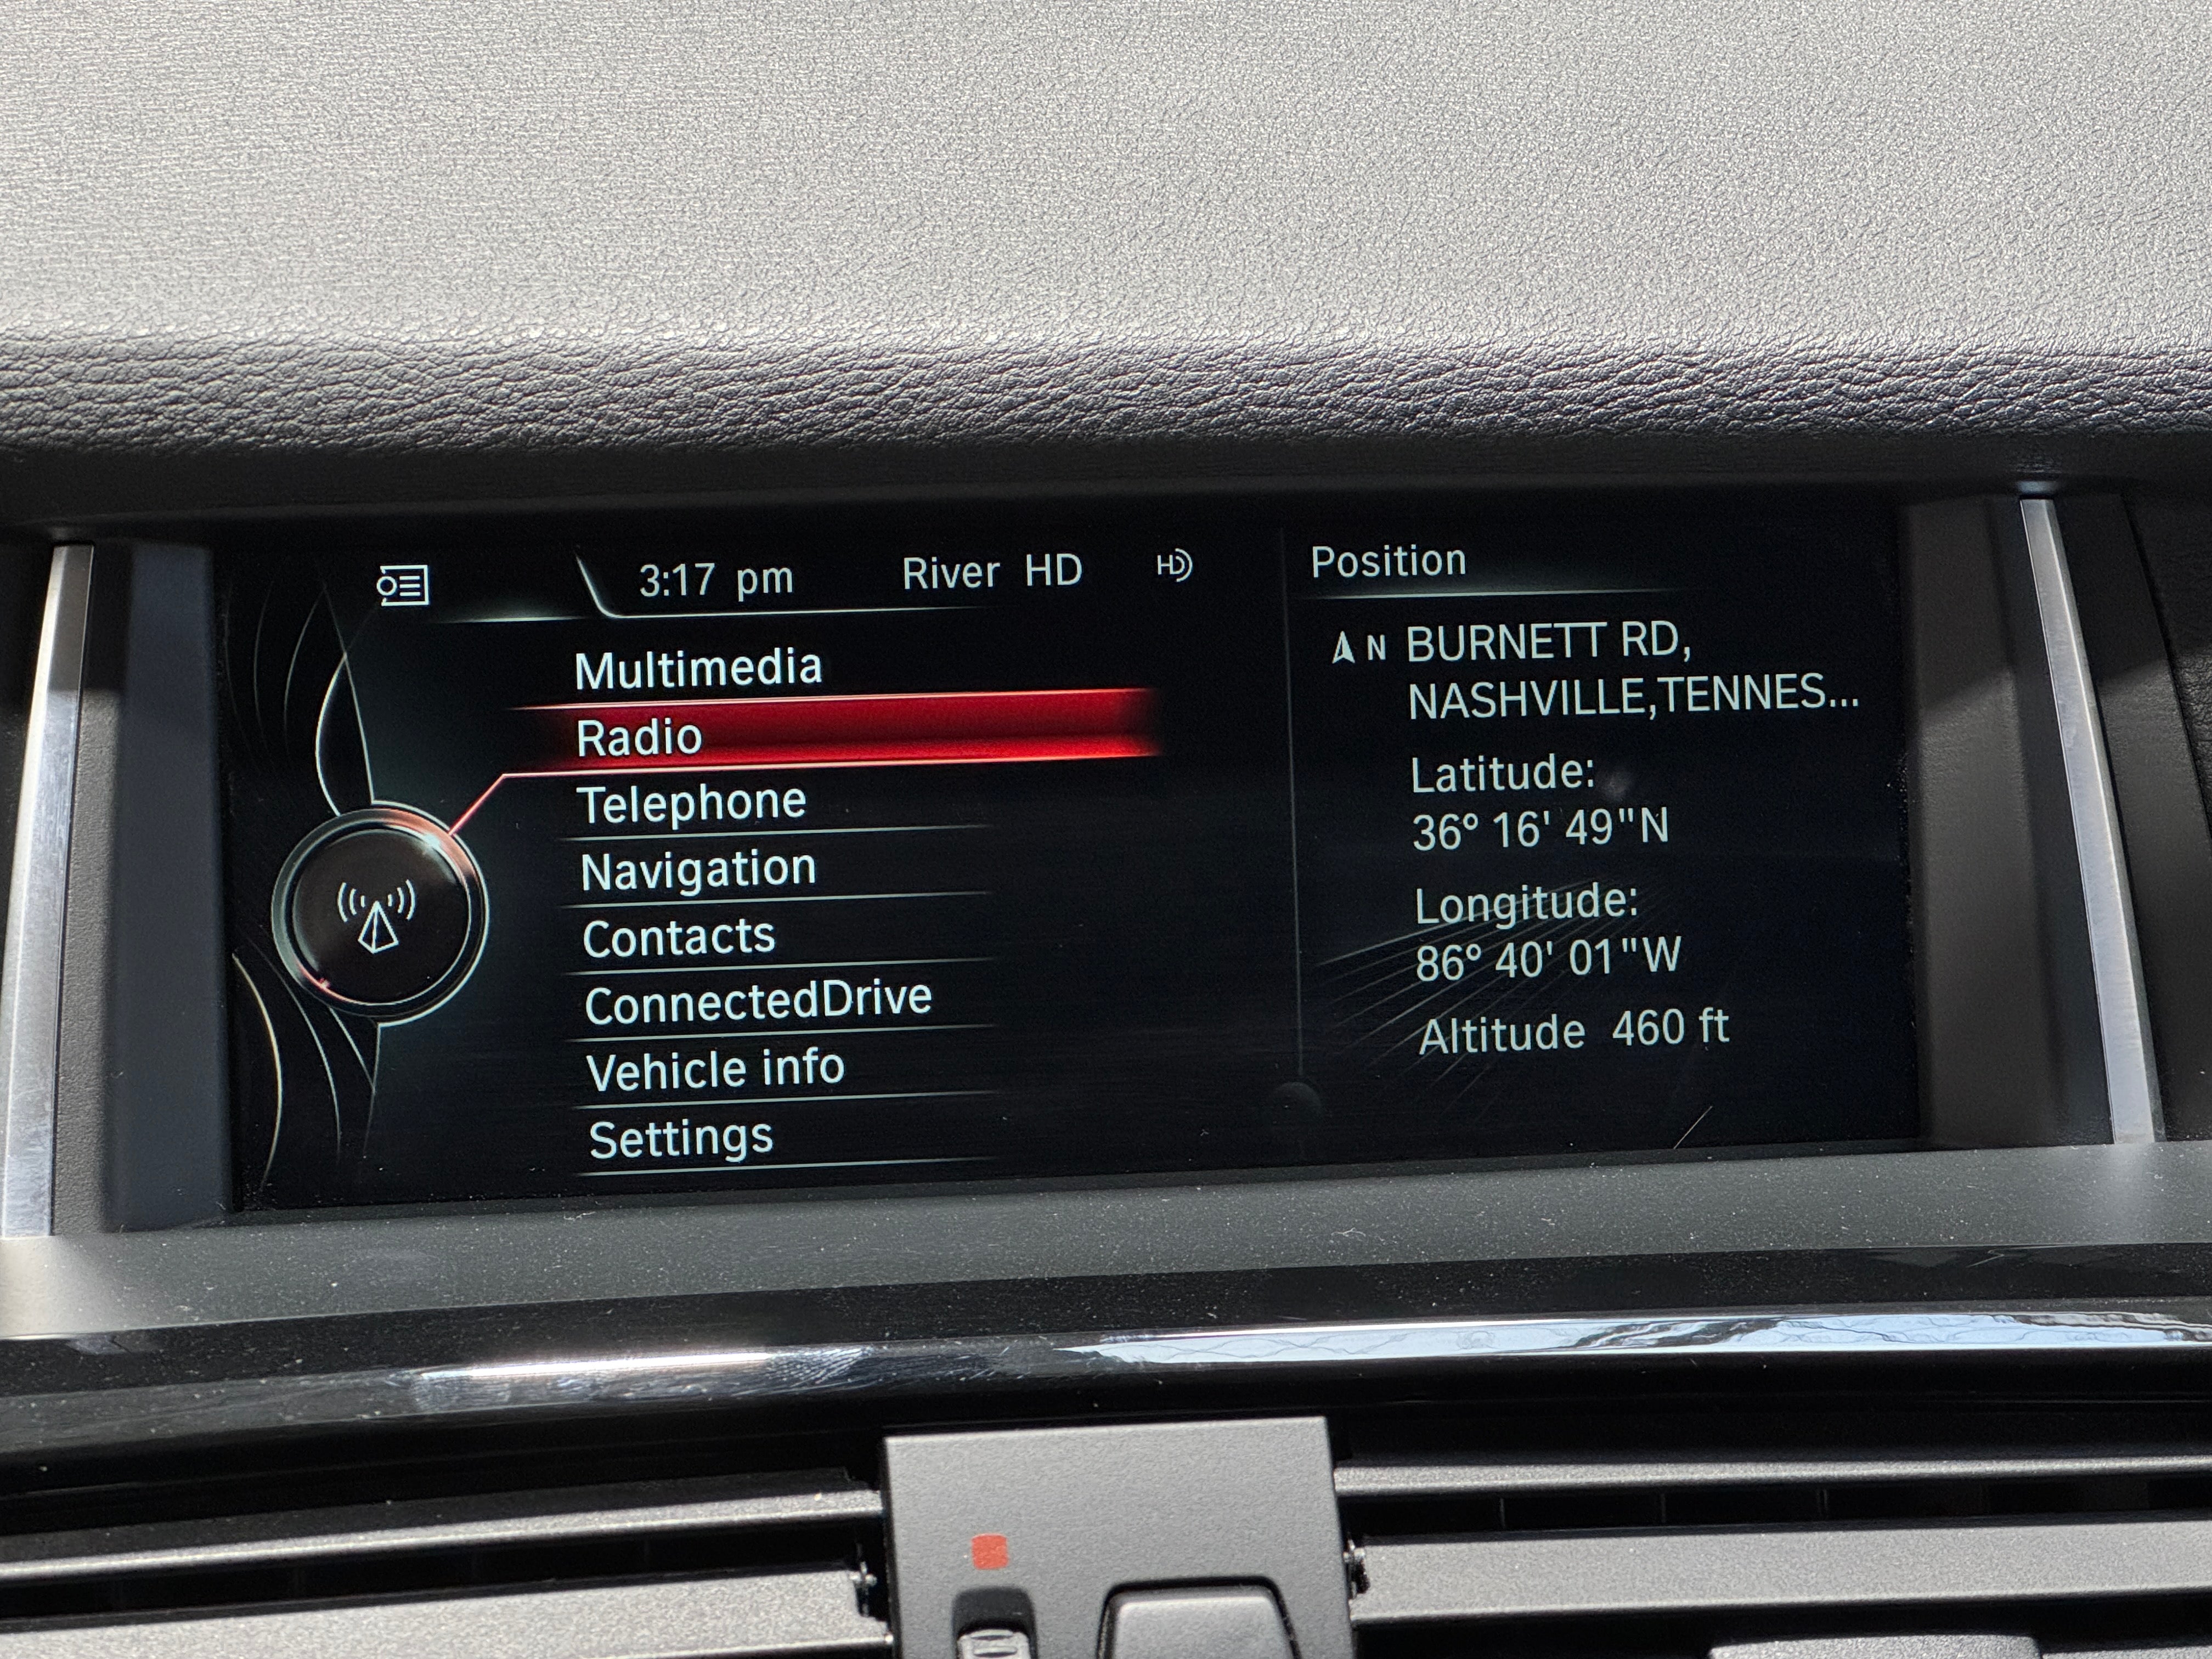 3:17 pm River HD HD
Multimedia
Radio
Telephone
Navigation
Contacts
ConnectedDrive
Vehicle info
Settings
Position
N BURNETT RD,
NASHVILLE,TENNES...
Latitude:
36° 16' 49"N
Longitude:
86° 40' 01"W
Altitude 460 ft